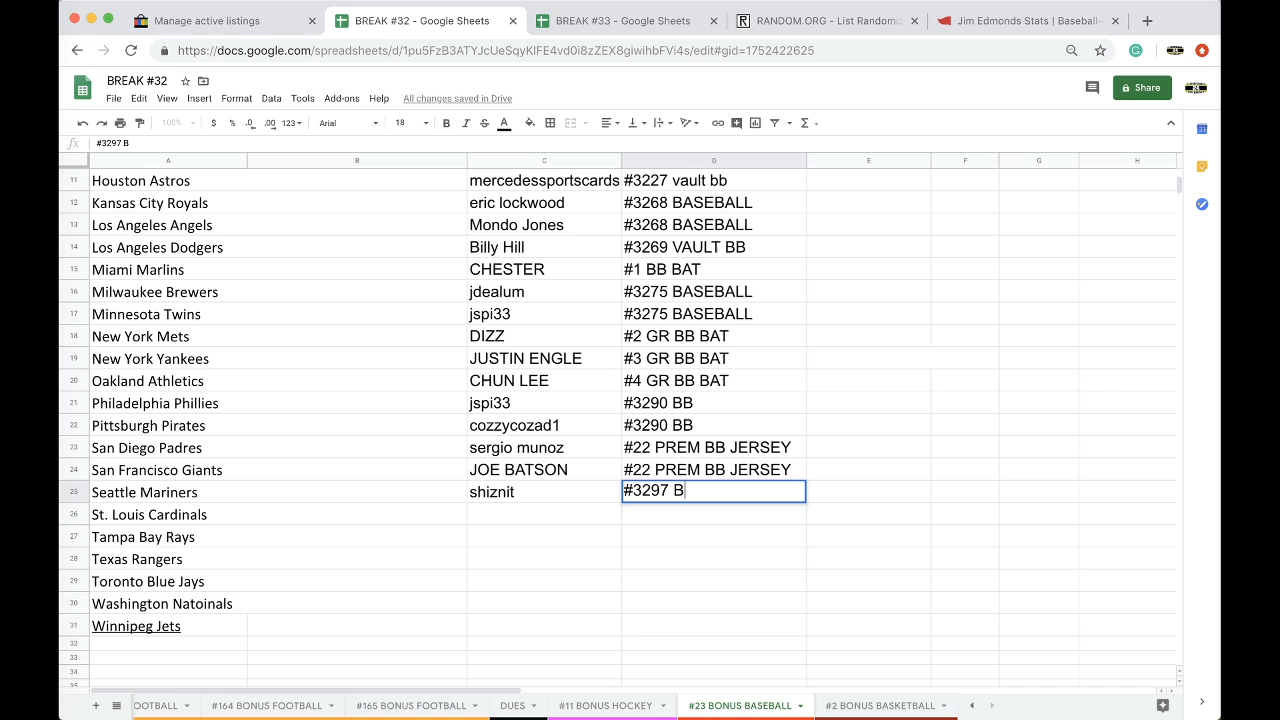 Manage active listings
BREAK #32 - Google Sheets
BREAK #33 - Google Sheets
RANDOM.ORG - List Randomiz
Jim Edmonds Stats | Baseball-
https://docs.google.com/spreadsheets/d/1pu5FzB3ATYJcUeSqyKIFE4vd0i8zZEX8giwihbFVi4s/edit#gid=1752422625
BREAK #32
File Edit View Insert Format Data Tools Add-ons Help All changes saved in Drive
Share
100% $ % .0 .00 123 Arial 18 B I S A
fx #3297 B
A B C D E F G H
11 Houston Astros mercedessportscards #3227 vault bb
12 Kansas City Royals eric lockwood #3268 BASEBALL
13 Los Angeles Angels Mondo Jones #3268 BASEBALL
14 Los Angeles Dodgers Billy Hill #3269 VAULT BB
15 Miami Marlins CHESTER #1 BB BAT
16 Milwaukee Brewers jdealum #3275 BASEBALL
17 Minnesota Twins jspi33 #3275 BASEBALL
18 New York Mets DIZZ #2 GR BB BAT
19 New York Yankees JUSTIN ENGLE #3 GR BB BAT
20 Oakland Athletics CHUN LEE #4 GR BB BAT
21 Philadelphia Phillies jspi33 #3290 BB
22 Pittsburgh Pirates cozzycozad1 #3290 BB
23 San Diego Padres sergio munoz #22 PREM BB JERSEY
24 San Francisco Giants JOE BATSON #22 PREM BB JERSEY
25 Seattle Mariners shiznit #3297 B
26 St. Louis Cardinals
27 Tampa Bay Rays
28 Texas Rangers
29 Toronto Blue Jays
30 Washington Natoinals
31 Winnipeg Jets
32
33
34
35
OOTBALL #164 BONUS FOOTBALL #165 BONUS FOOTBALL DUES #11 BONUS HOCKEY #23 BONUS BASEBALL #2 BONUS BASKETBALL